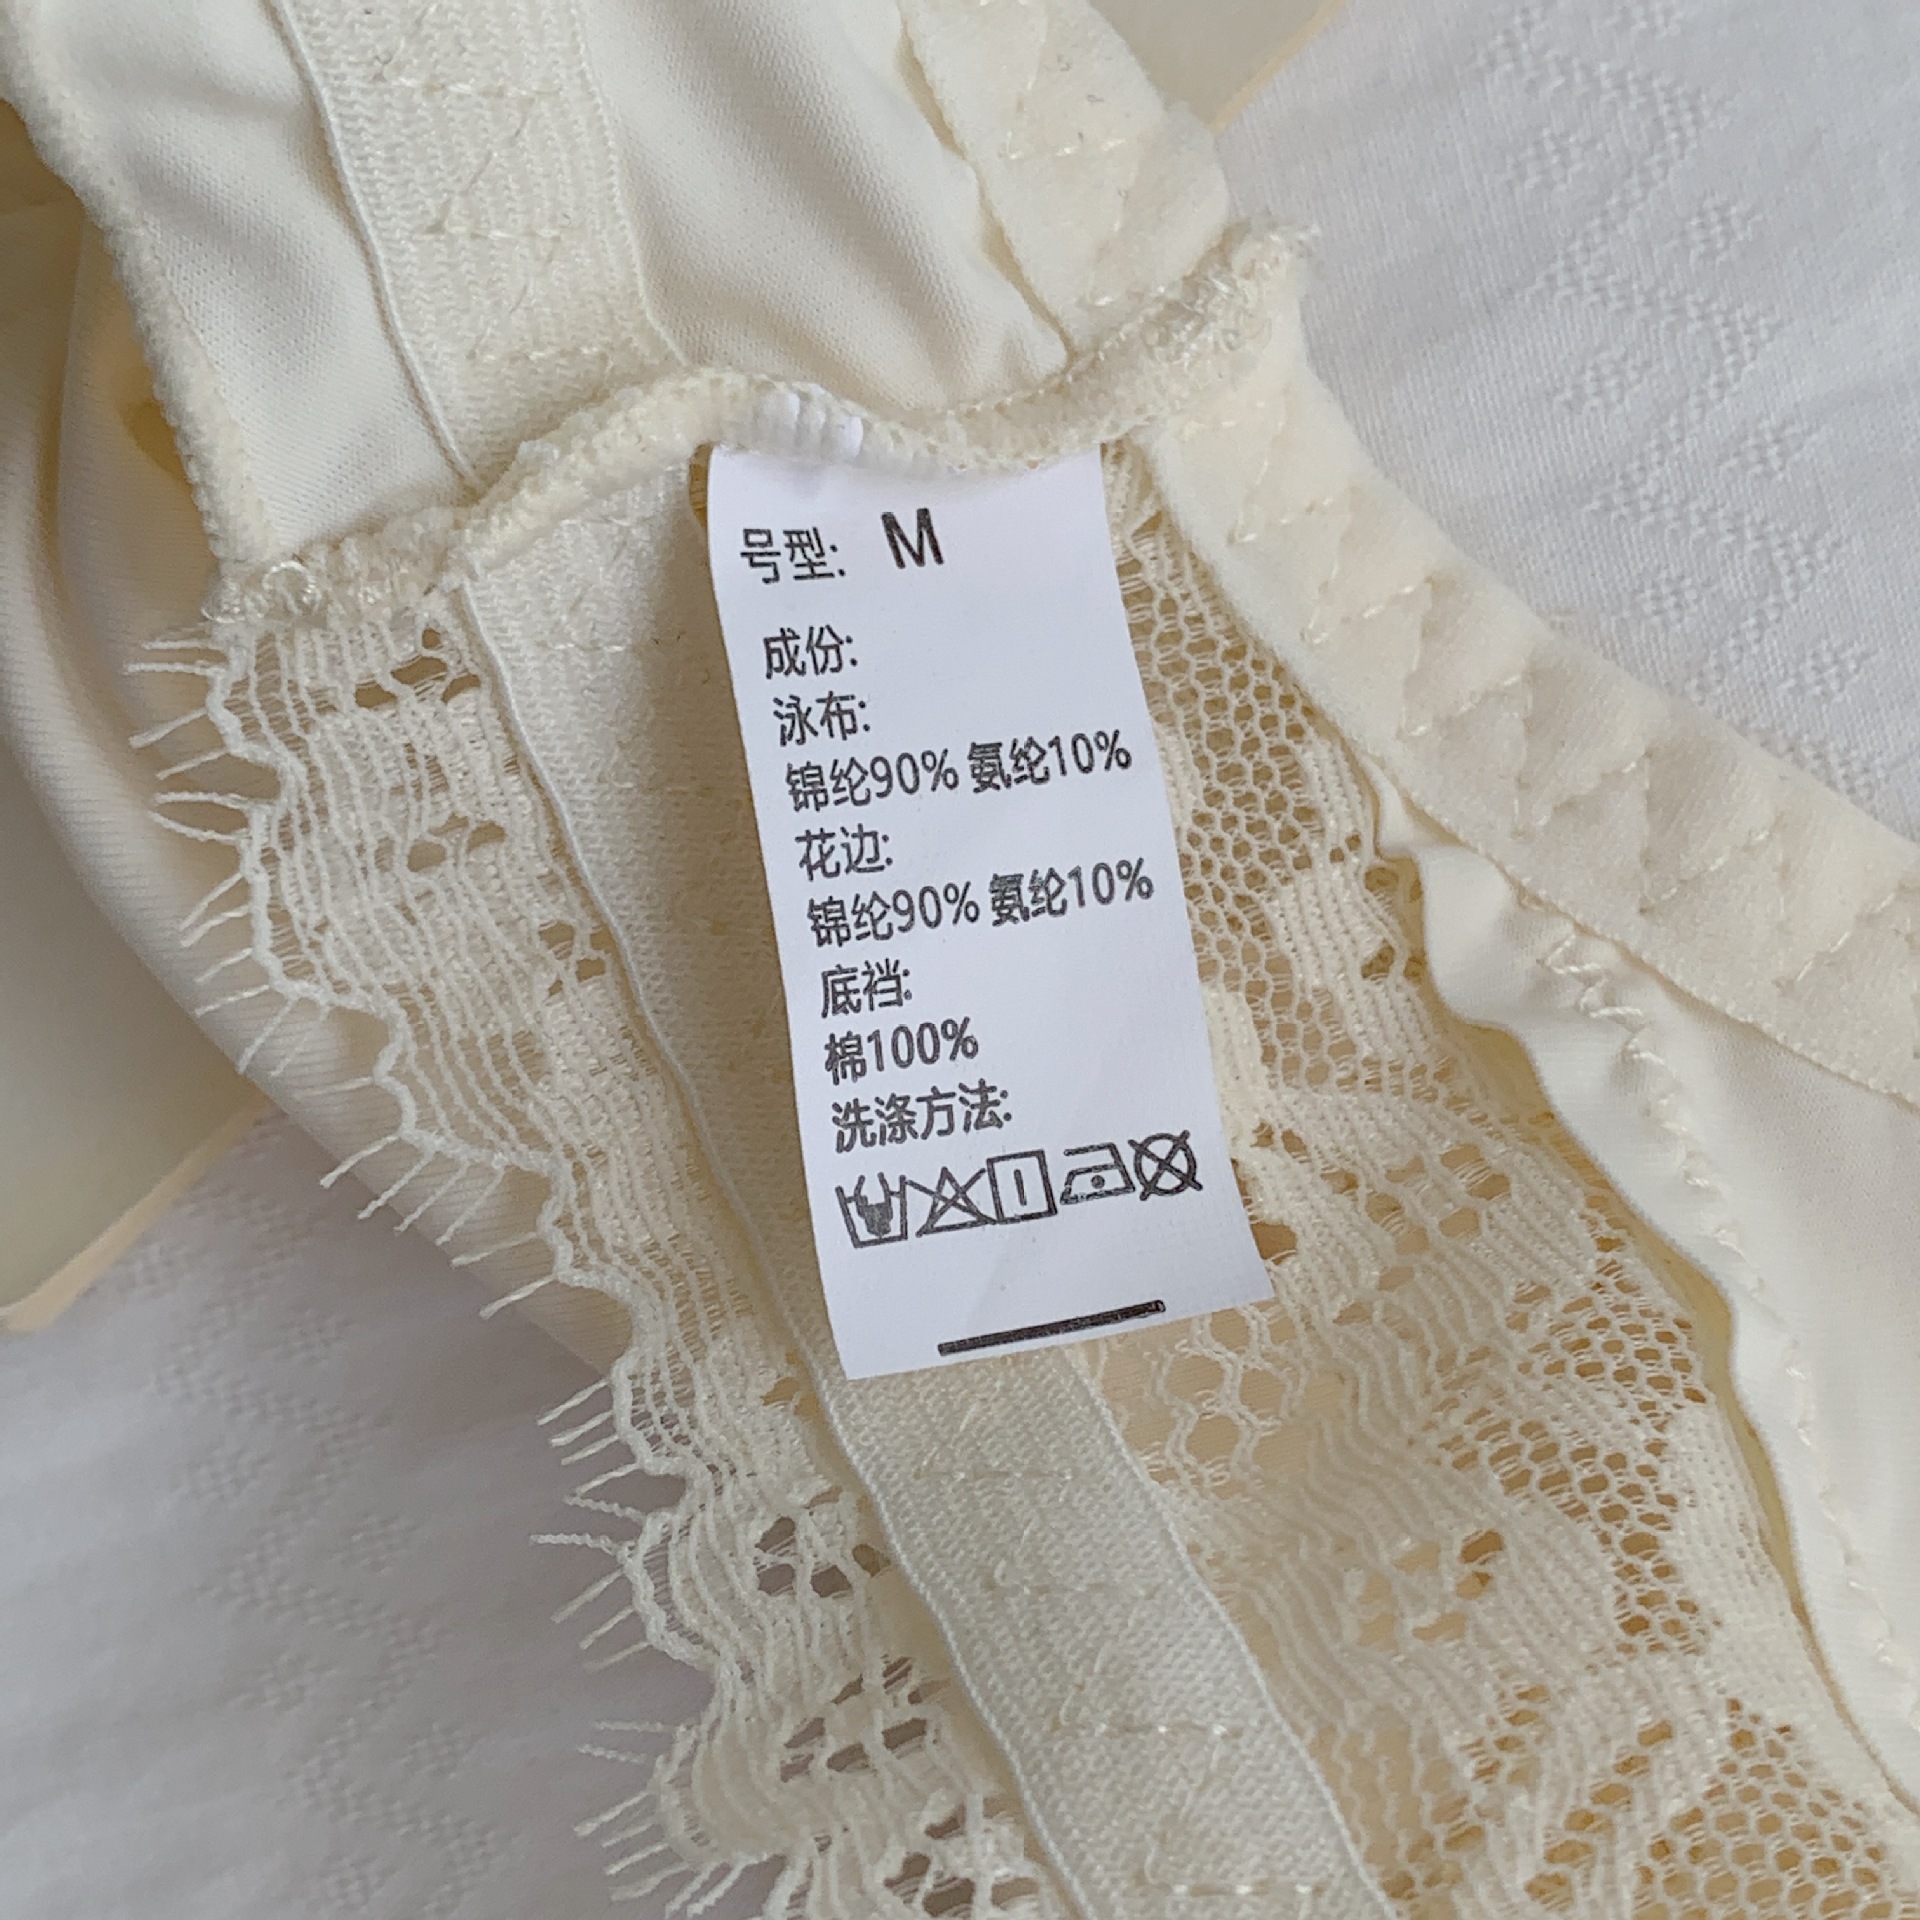 号型: M
成份:
泳布:
锦纶90% 氨纶10%
花边:
锦纶90% 氨纶10%
底裆:
棉100%
洗涤方法: